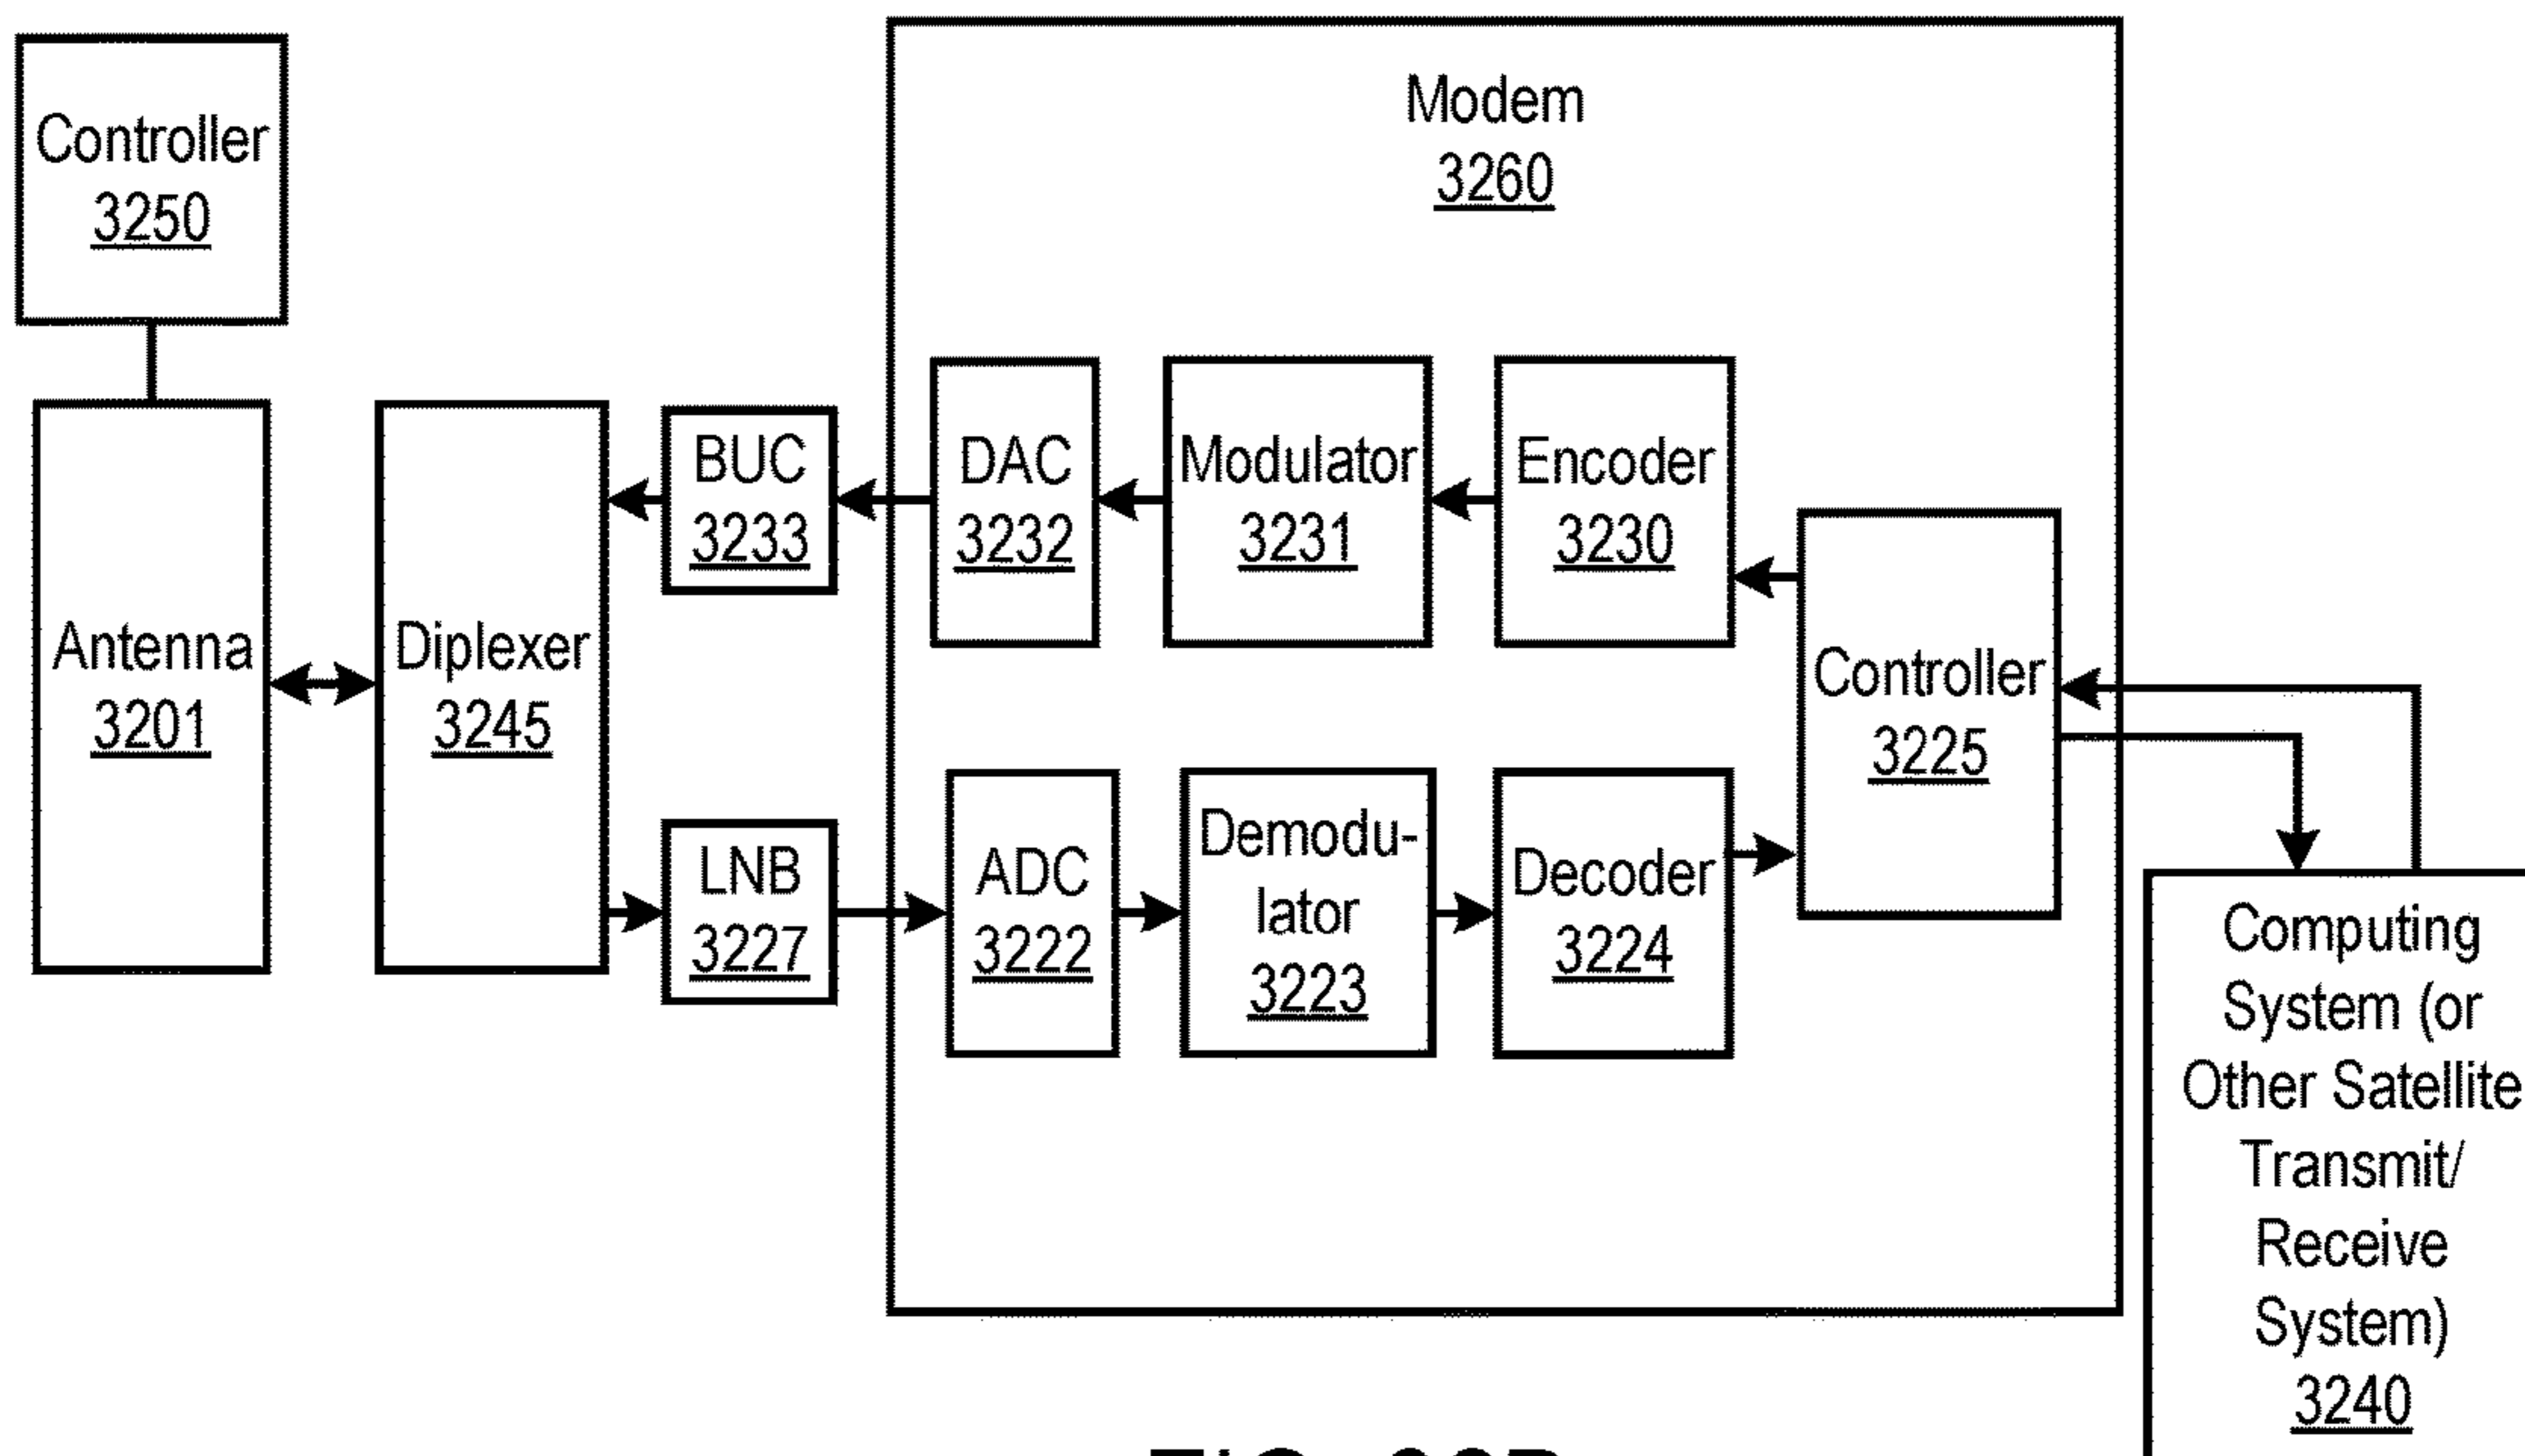 Modem
3260
Controller
3250
BUC
3233
DAC
3232
Modulator
3231
Encoder
3230
Antenna
3201
Diplexer
3245
Controller
3225
LNB
3227
ADC
3222
Demodu-
lator
3223
Decoder
3224
Computing
System (or
Other Satellite
Transmit/
Receive
System)
3240